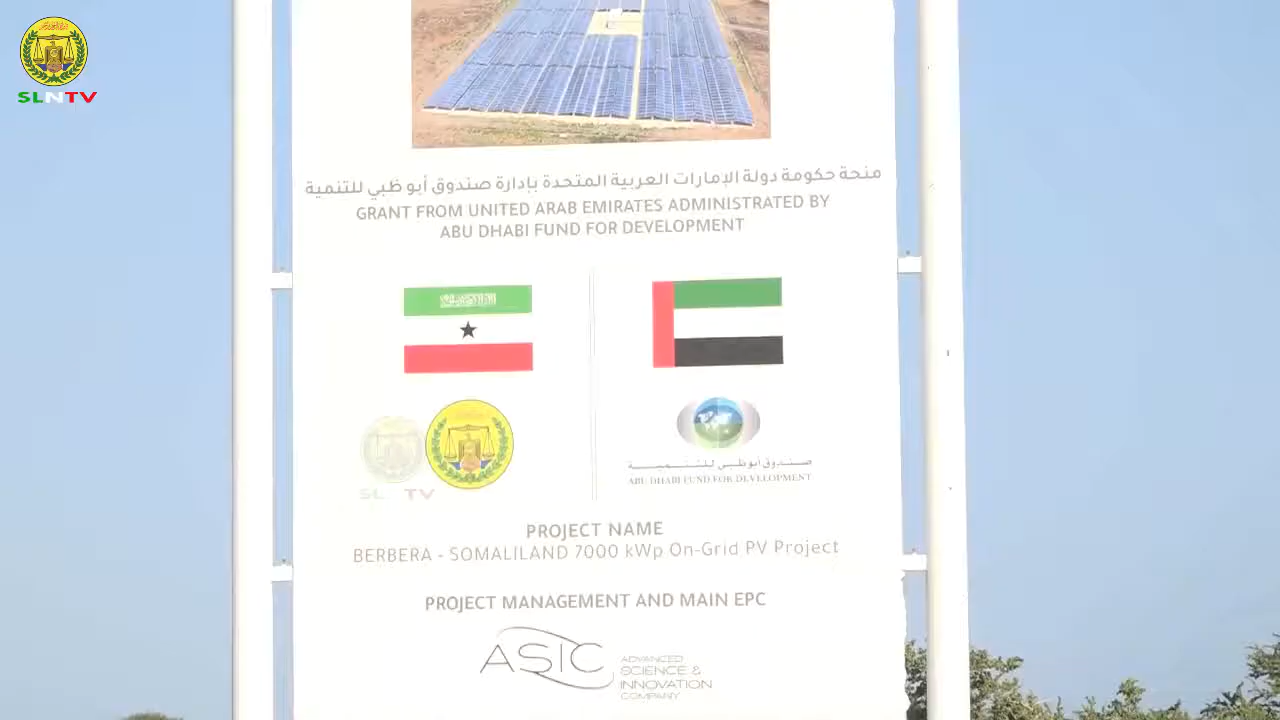 SLNTV
منحة حكومة دولة الإمارات العربية المتحدة بإدارة صندوق أبو ظبي للتنمية
GRANT FROM UNITED ARAB EMIRATES ADMINISTRATED BY
ABU DHABI FUND FOR DEVELOPMENT
SLNTV
صندوق أبوظبي للتنمية
ABU DHABI FUND FOR DEVELOPMENT
PROJECT NAME
BERBERA - SOMALILAND 7000 kWp On-Grid PV Project
PROJECT MANAGEMENT AND MAIN EPC
ASIC
ADVANCED
SCIENCE &
INNOVATION
COMPANY